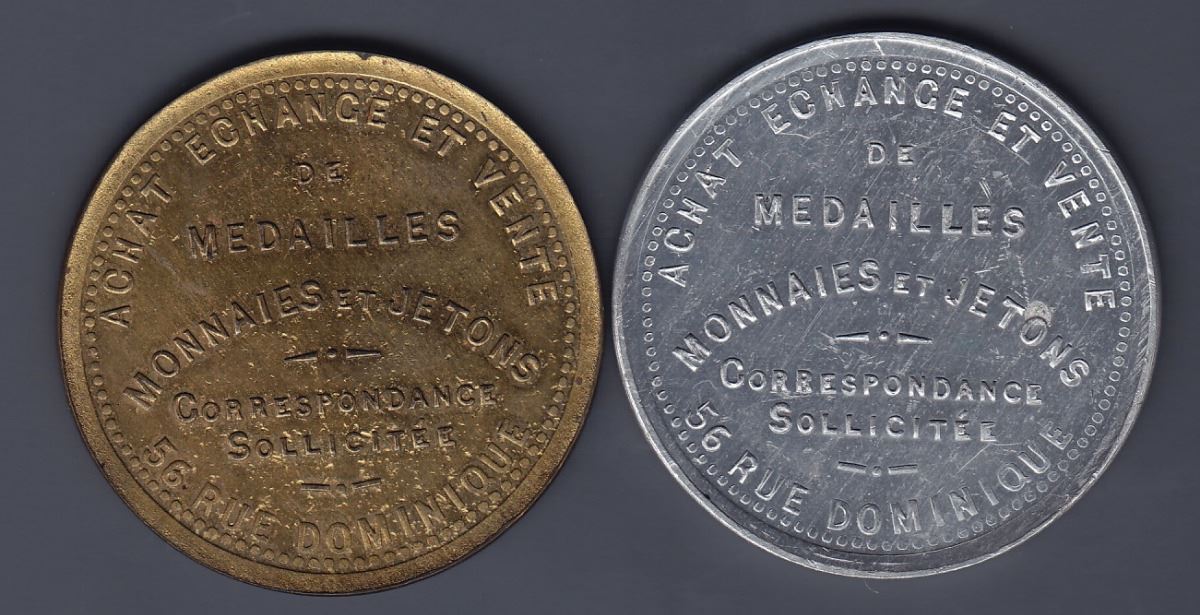 ACHAT ECHANGE ET VENTE
DE
MEDAILLES
MONNAIES ET JETONS
CORRESPONDANCE
SOLLICITÉE
56 RUE DOMINIQUE
ACHAT ECHANGE ET VENTE
DE
MEDAILLES
MONNAIES ET JETONS
CORRESPONDANCE
SOLLICITÉE
56 RUE DOMINIQUE